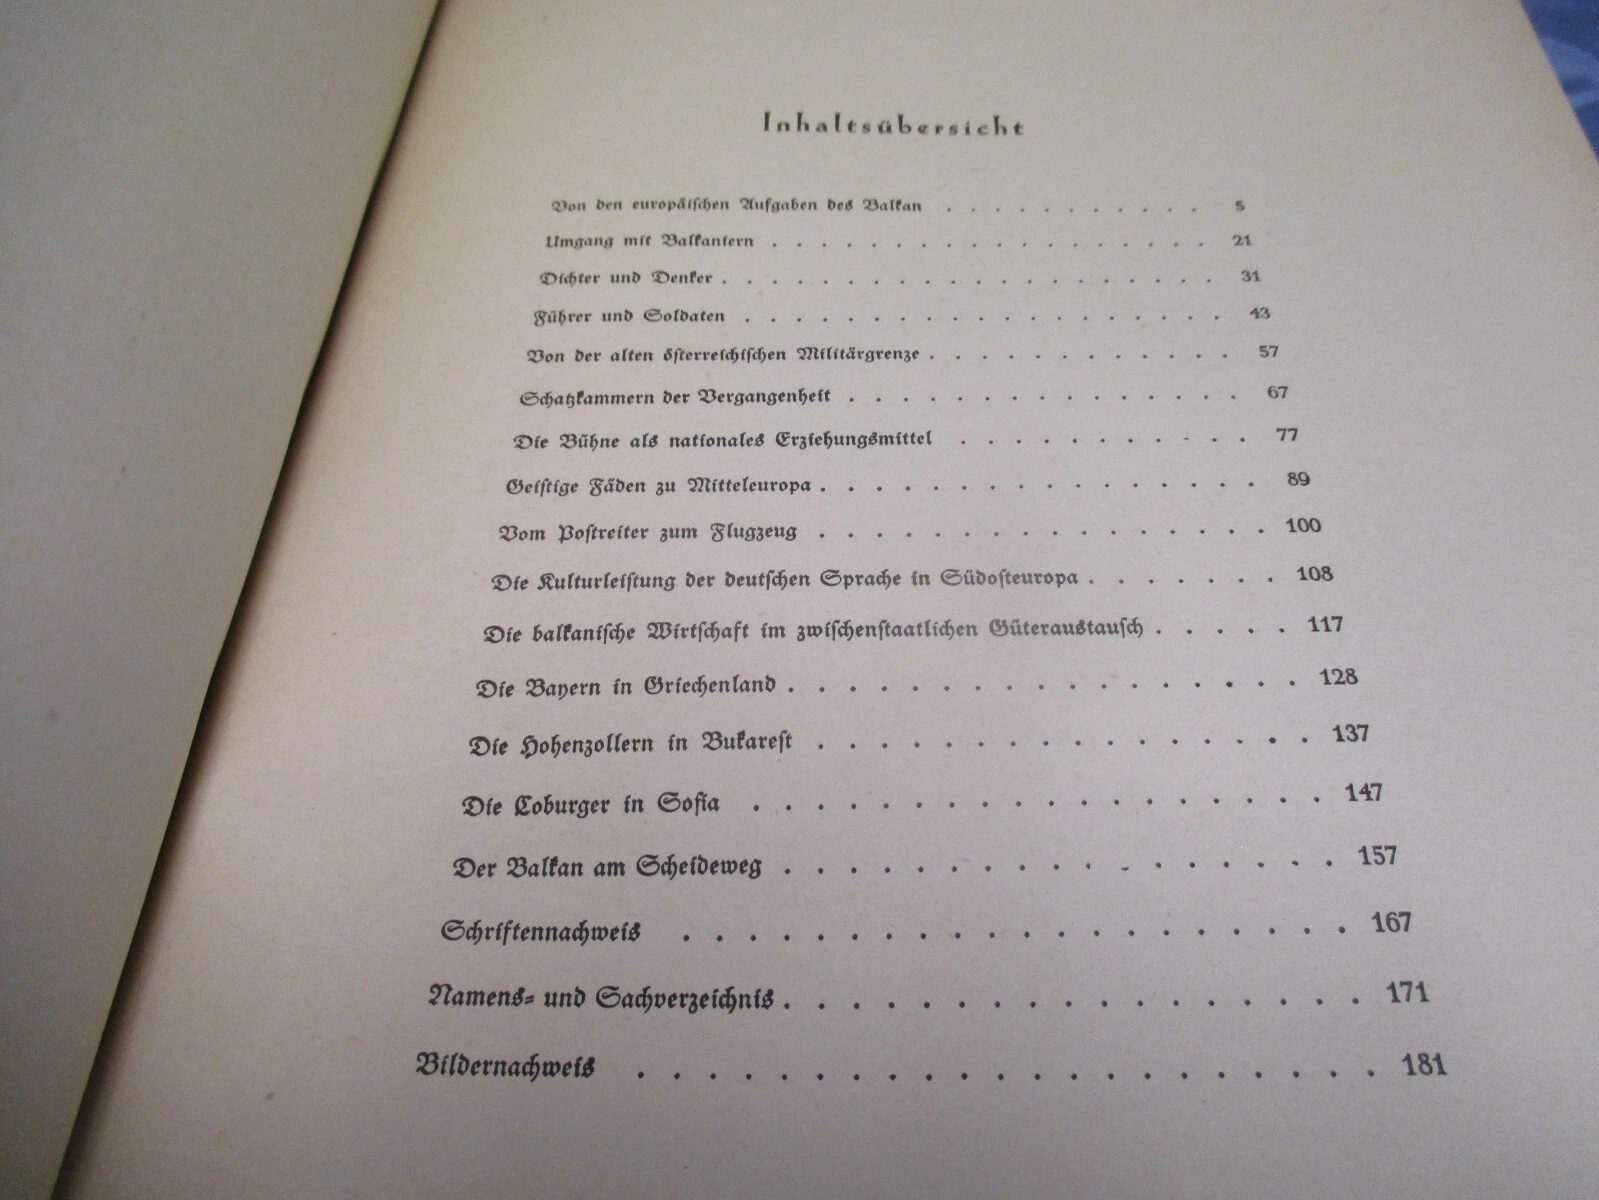 Inhaltsübersicht
Von den europäischen Aufgaben des Balkan . . . . . . . . . . . 5
Umgang mit Balkaniern . . . . . . . . . . . . . . . . . 21
Dichter und Denker . . . . . . . . . . . . . . . . . . . . 31
Führer und Soldaten . . . . . . . . . . . . . . . . . . . 43
Von der alten österreichischen Militärgrenze . . . . . . . . . . . . 57
Schatzkammern der Vergangenheit . . . . . . . . . . . . . . . 67
Die Bühne als nationales Erziehungsmittel . . . . . . . . . . . 77
Geistige Fäden zu Mitteleuropa . . . . . . . . . . . . . . . . 89
Vom Postreiter zum Flugzeug . . . . . . . . . . . . . . . . 100
Die Kulturleistung der deutschen Sprache in Südosteuropa . . . . . . . 108
Die balkanische Wirtschaft im zwischenstaatlichen Güteraustausch . . . . . 117
Die Bayern in Griechenland . . . . . . . . . . . . . . . . . 128
Die Hohenzollern in Bukarest . . . . . . . . . . . . . . . . 137
Die Coburger in Sofia . . . . . . . . . . . . . . . . . . 147
Der Balkan am Scheideweg . . . . . . . . . . . . . . . . . 157
Schriftennachweis . . . . . . . . . . . . . . . . . . . . 167
Namens- und Sachverzeichnis . . . . . . . . . . . . . . . . . 171
Bildernachweis . . . . . . . . . . . . . . . . . . . . . 181